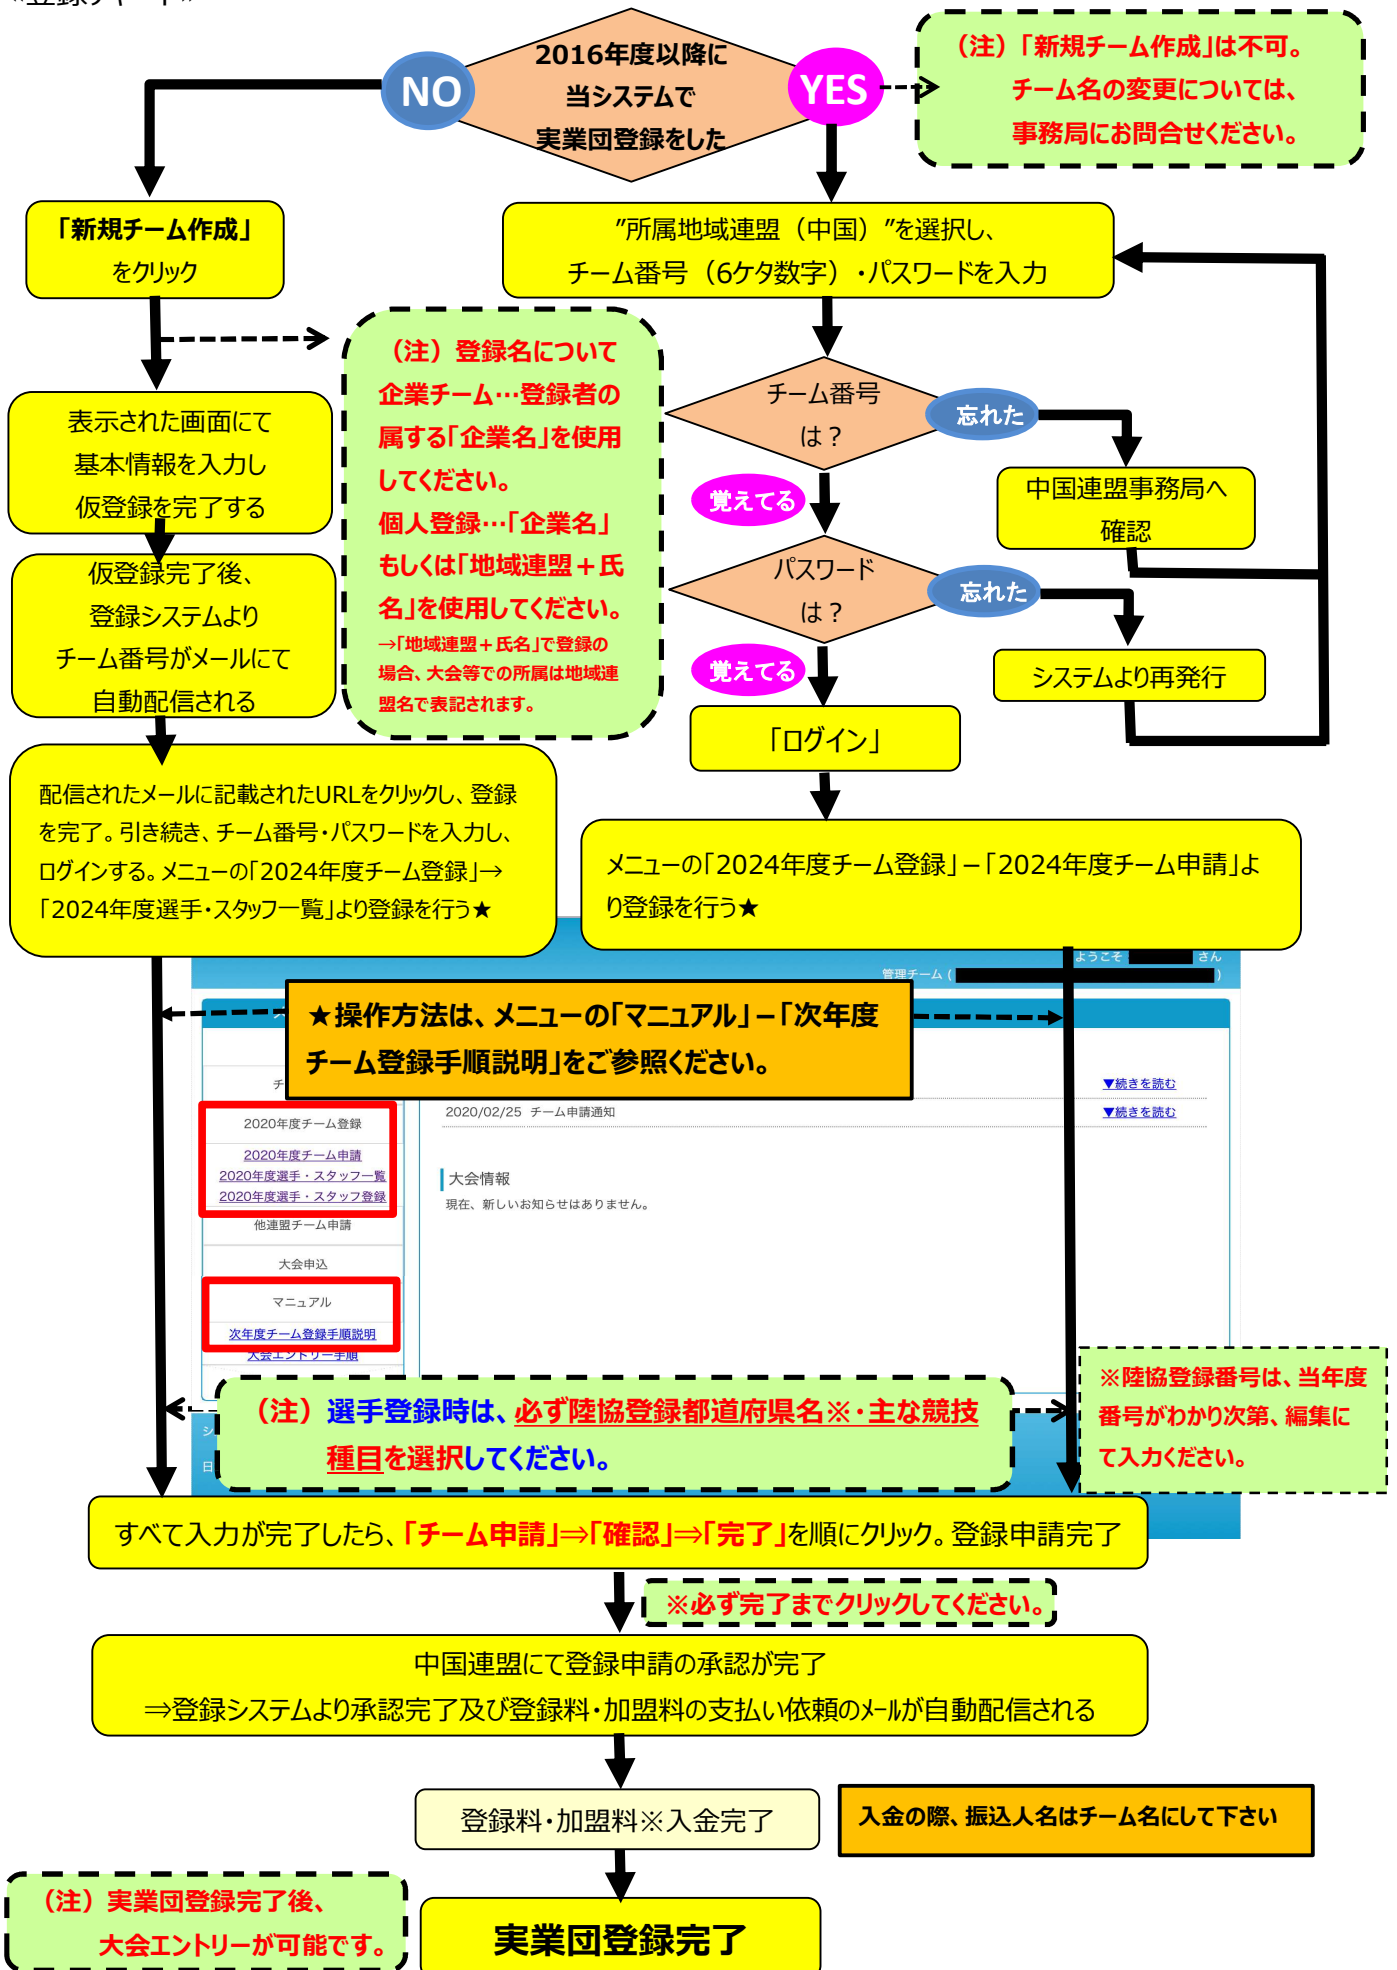 ≪登録チャート≫
2016年度以降に
当システムで
実業団登録をした
NO
YES
（注）「新規チーム作成」は不可。
チーム名の変更については、
事務局にお問合せください。
「新規チーム作成」
をクリック
”所属地域連盟（中国）”を選択し、
チーム番号（6ケタ数字）・パスワードを入力
（注）登録名について
企業チーム…登録者の
属する「企業名」を使用
してください。
個人登録…「企業名」
もしくは「地域連盟＋氏
名」を使用してください。
→「地域連盟＋氏名」で登録の
場合、大会等での所属は地域連
盟名で表記されます。
表示された画面にて
基本情報を入力し
仮登録を完了する
チーム番号
は？
忘れた
覚えてる
中国連盟事務局へ
確認
仮登録完了後、
登録システムより
チーム番号がメールにて
自動配信される
パスワード
は？
忘れた
覚えてる
システムより再発行
「ログイン」
配信されたメールに記載されたURLをクリックし、登録
を完了。引き続き、チーム番号・パスワードを入力し、
ログインする。メニューの「2024年度チーム登録」→
「2024年度選手・スタッフ一覧」より登録を行う★
メニューの「2024年度チーム登録」－「2024年度チーム申請」よ
り登録を行う★
ようこそ さん
管理チーム ( )
★操作方法は、メニューの「マニュアル」－「次年度
チーム登録手順説明」をご参照ください。
チ
▼続きを読む
2020/02/25 チーム申請通知
▼続きを読む
2020年度チーム登録
2020年度チーム申請
2020年度選手・スタッフ一覧
2020年度選手・スタッフ登録
他連盟チーム申請
大会申込
マニュアル
次年度チーム登録手順説明
大会エントリー手順
大会情報
現在、新しいお知らせはありません。
（注）選手登録時は、必ず陸協登録都道府県名※・主な競技
種目を選択してください。
※陸協登録番号は、当年度
番号がわかり次第、編集に
て入力ください。
シ
日
すべて入力が完了したら、「チーム申請」⇒「確認」⇒「完了」を順にクリック。登録申請完了
※必ず完了までクリックしてください。
中国連盟にて登録申請の承認が完了
⇒登録システムより承認完了及び登録料・加盟料の支払い依頼のメールが自動配信される
登録料・加盟料※入金完了
入金の際、振込人名はチーム名にして下さい
（注）実業団登録完了後、
大会エントリーが可能です。
実業団登録完了